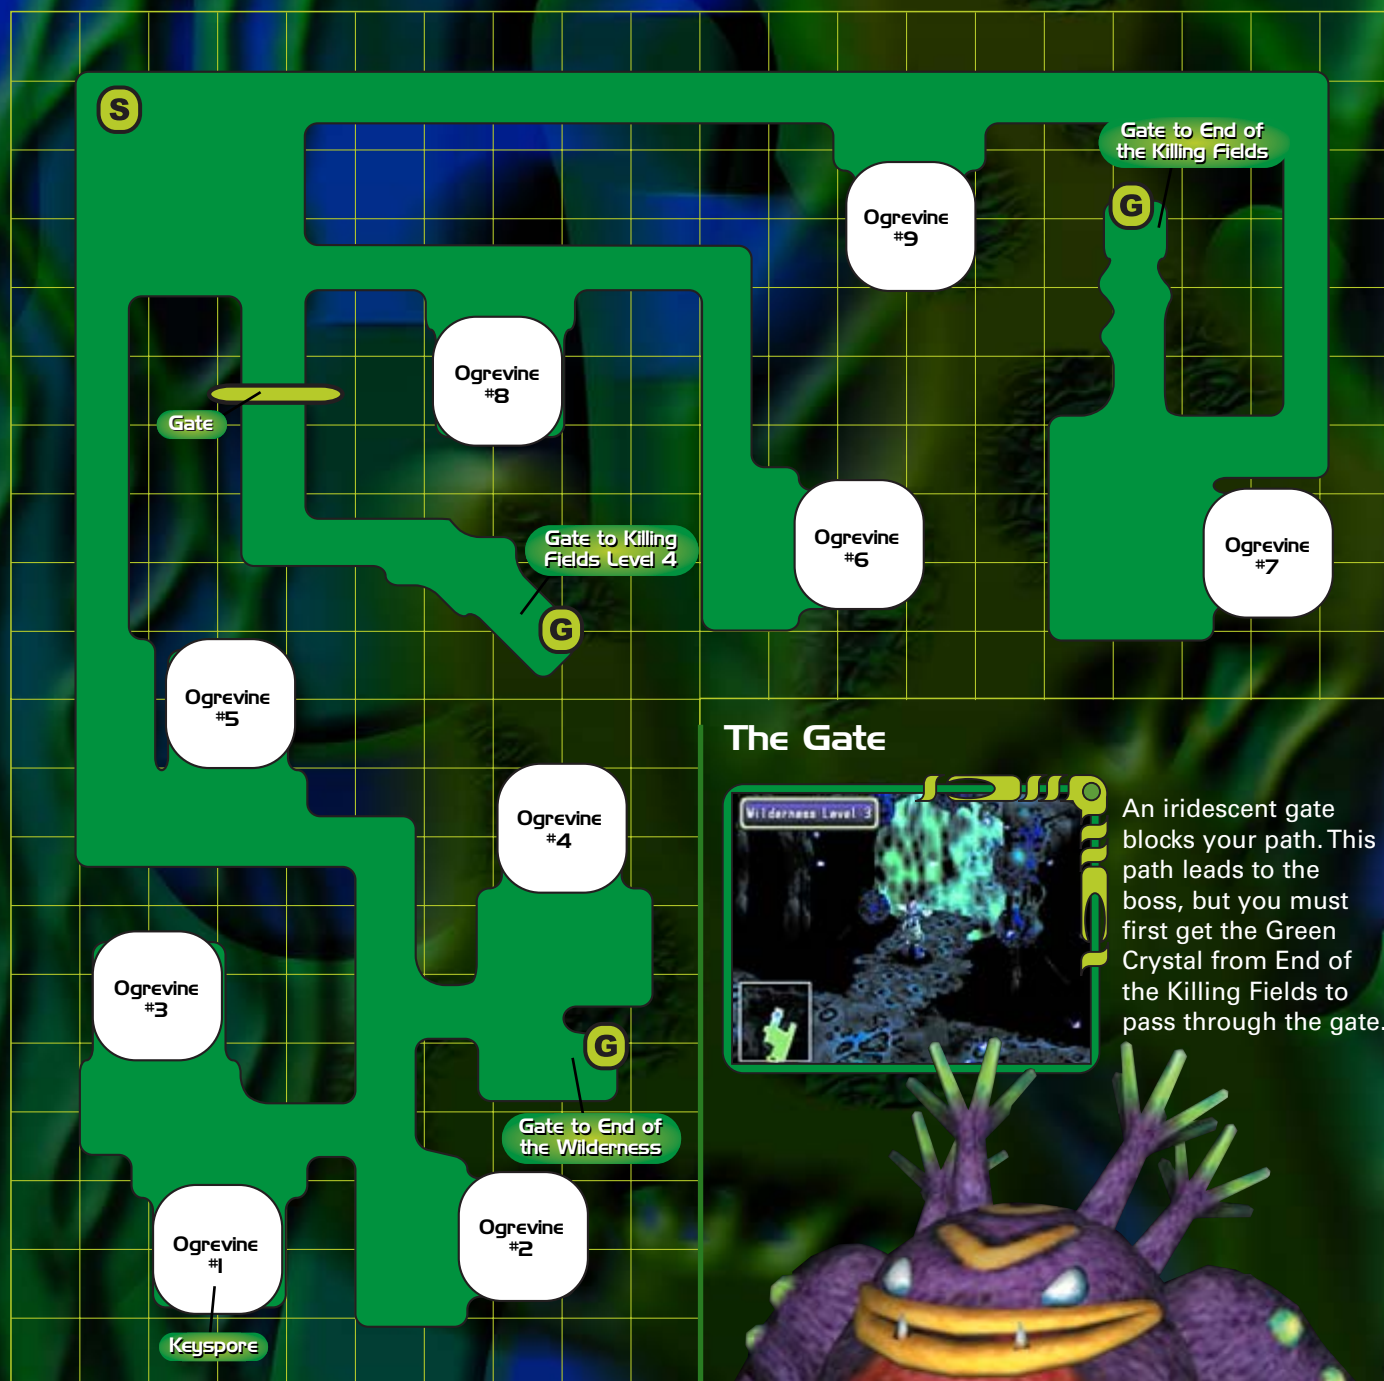 S
Gate to End of
the Killing Fields
G
Ogrevine
#9
Ogrevine
#8
Gate
Gate to Killing
Fields Level 4
G
Ogrevine
#6
Ogrevine
#7
Ogrevine
#5
The Gate
Ogrevine
#4
Wilderness Level 3
An iridescent gate
blocks your path. This
path leads to the
boss, but you must
first get the Green
Crystal from End of
the Killing Fields to
pass through the gate.
Ogrevine
#3
G
Gate to End of
the Wilderness
Ogrevine
#2
Ogrevine
#1
Keyspore